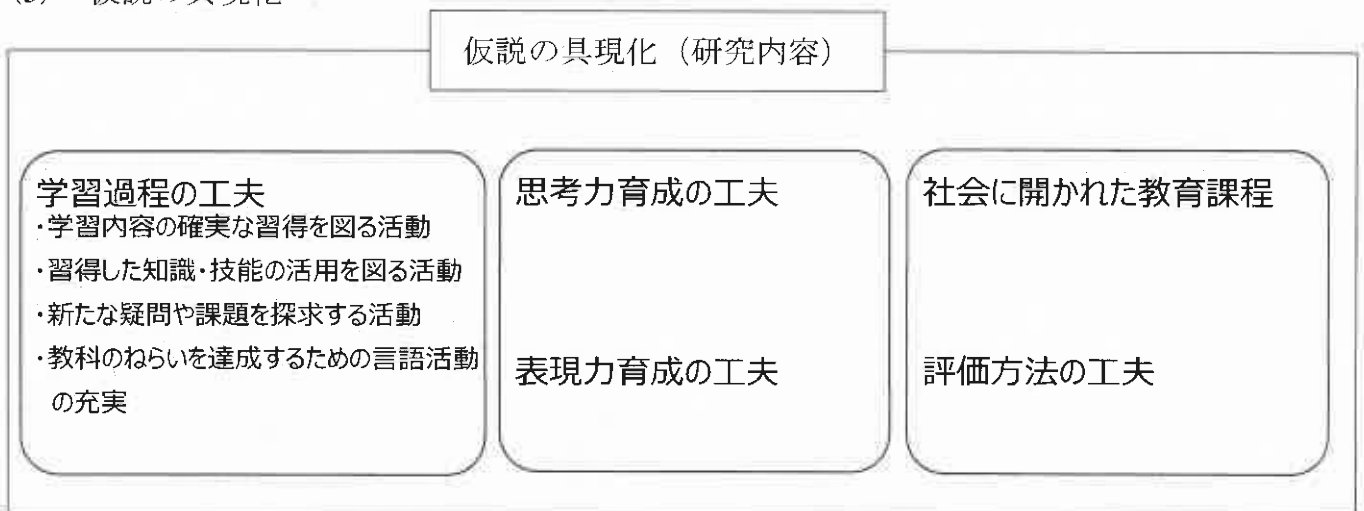 仮説の具現化（研究内容）
学習過程の工夫
・学習内容の確実な習得を図る活動
・習得した知識・技能の活用を図る活動
・新たな疑問や課題を探求する活動
・教科のねらいを達成するための言語活動
の充実
思考力育成の工夫
表現力育成の工夫
社会に開かれた教育課程
評価方法の工夫